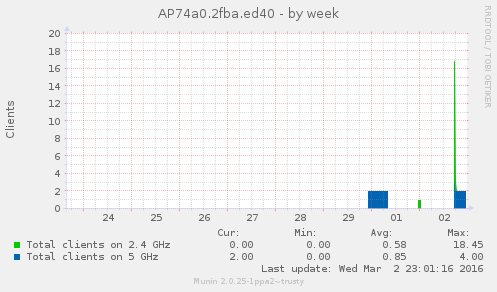 AP74a0.2fba.ed40 - by week
RRDTOOL / TOBI OETIKER
Clients
20
18
16
14
12
10
8
6
4
2
0
24 25 26 27 28 29 01 02
Cur: Min: Avg: Max:
Total clients on 2.4 GHz 0.00 0.00 0.58 18.45
Total clients on 5 GHz 2.00 0.00 0.85 4.00
Last update: Wed Mar 2 23:01:16 2016
Munin 2.0.25-1ppa2~trusty